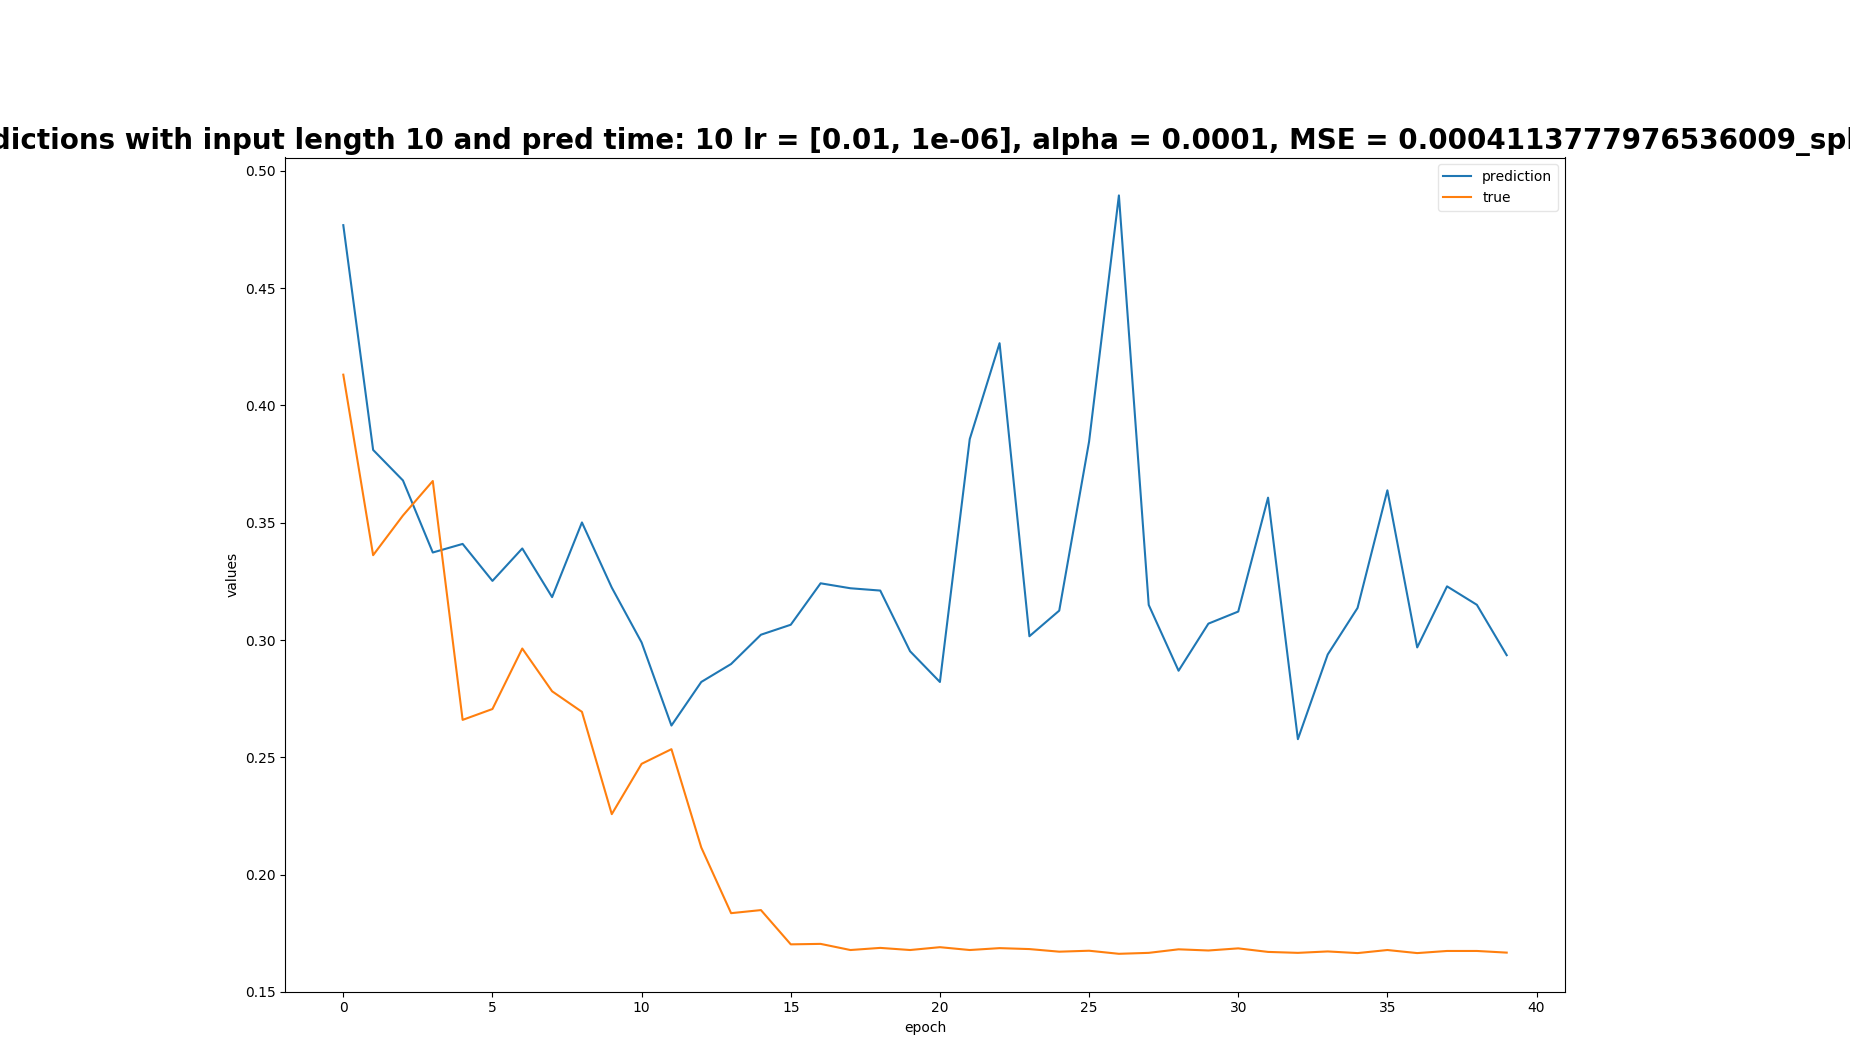 dictions with input length 10 and pred time: 10 lr = [0.01, 1e-06], alpha = 0.0001, MSE = 0.0004113777976536009_spl
prediction
true
0.50
0.45
0.40
0.35
0.30
0.25
0.20
0.15
values
0 5 10 15 20 25 30 35 40
epoch